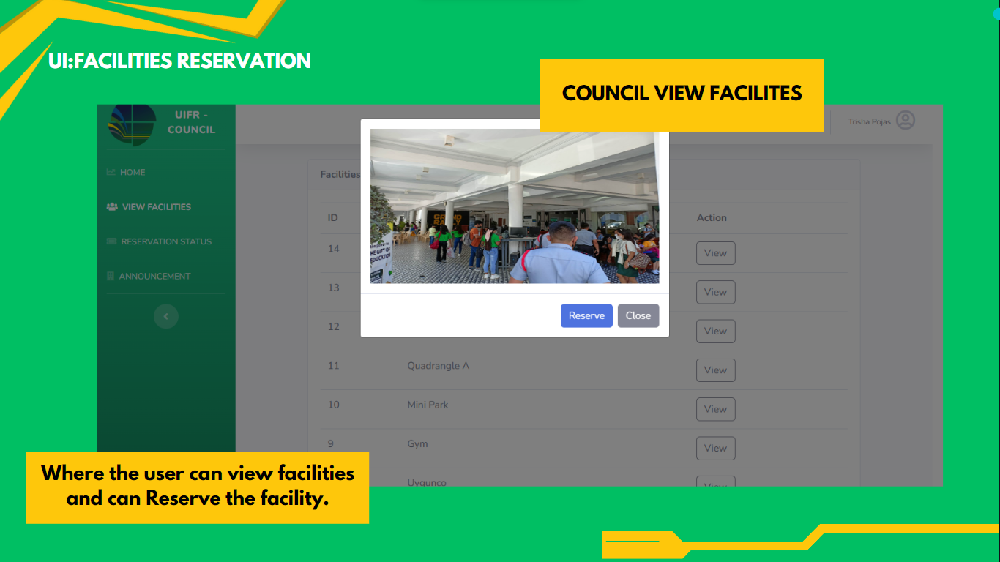 UI:FACILITIES RESERVATION
COUNCIL VIEW FACILITES
UIFR -
COUNCIL
Trisha Pojas
HOME
VIEW FACILITIES
RESERVATION STATUS
ANNOUNCEMENT
Facilities
ID
Action
14
View
13
View
12
View
11
Quadrangle A
View
10
Mini Park
View
9
Gym
View
Uygunco
View
GRAND
RALLY
THE GIFT OF
EDUCATION
Reserve
Close
Where the user can view facilities
and can Reserve the facility.